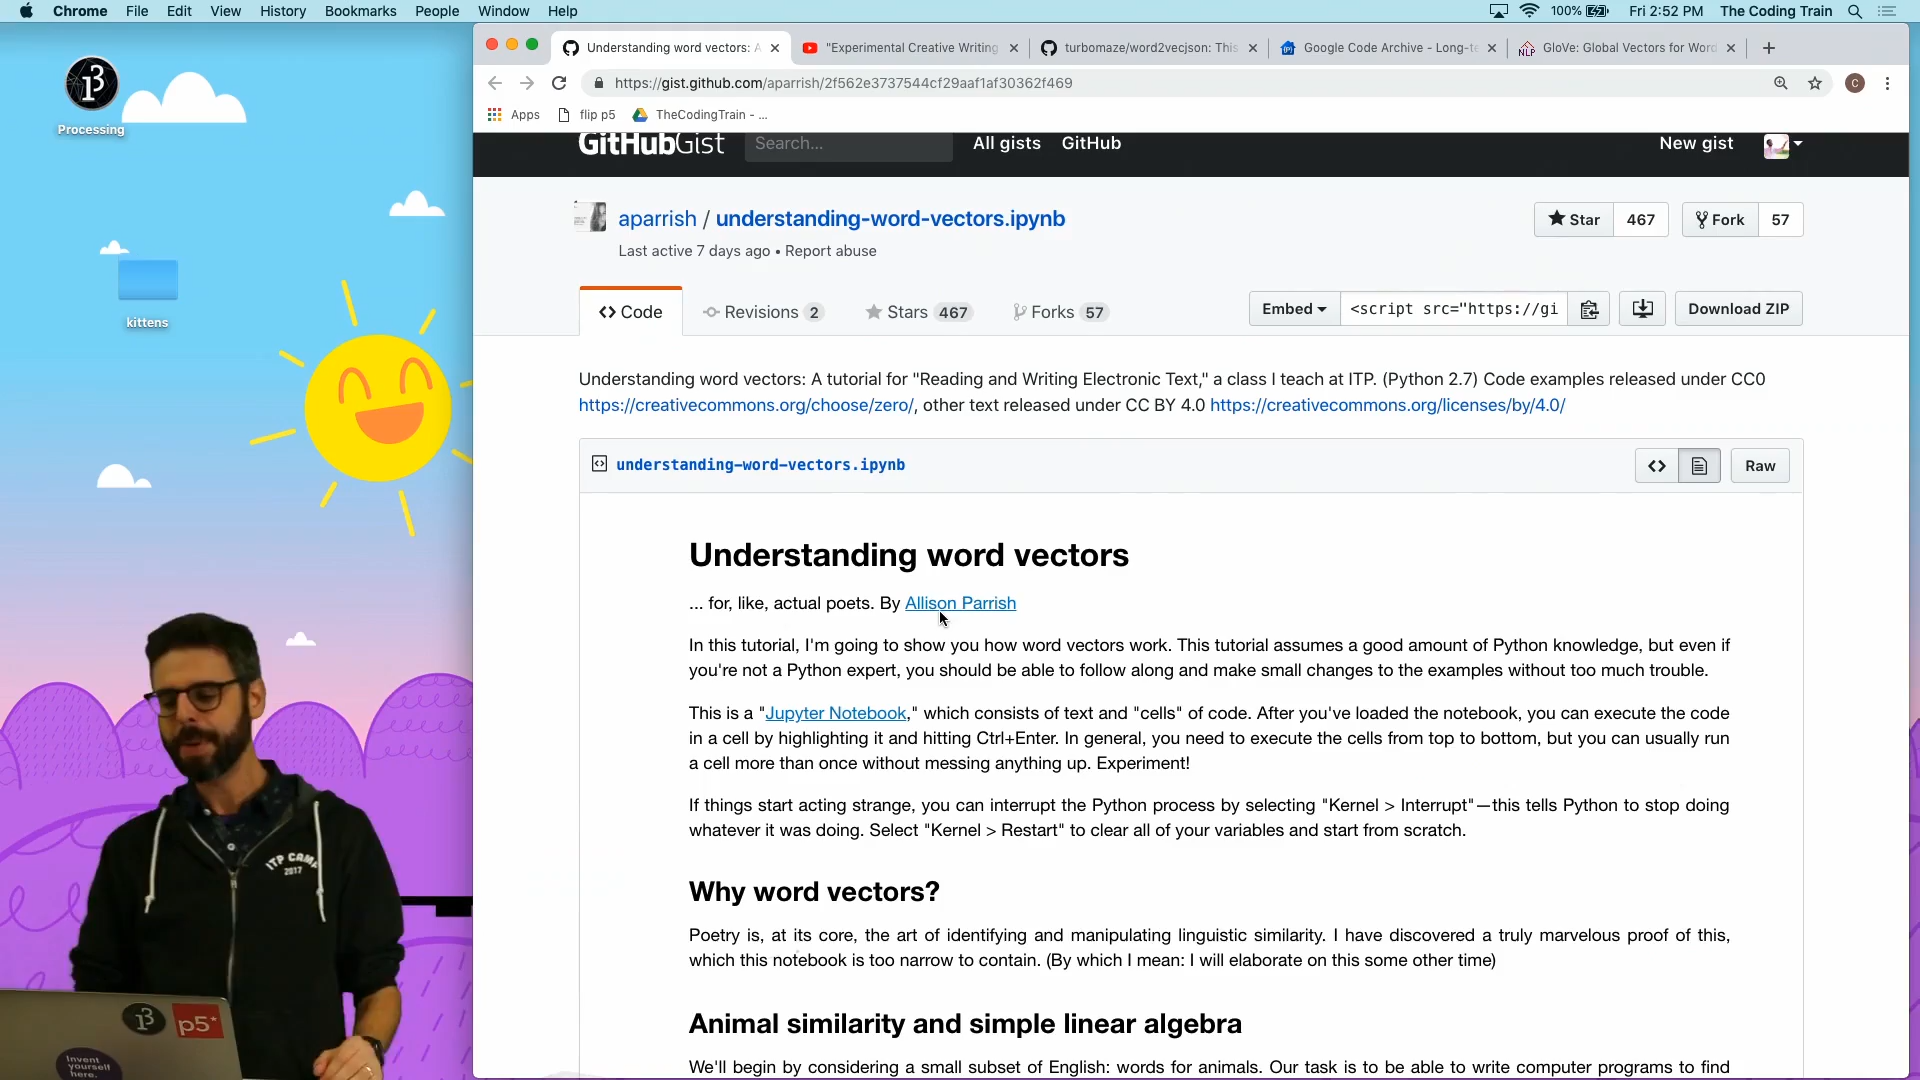 Chrome File Edit View History Bookmarks People Window Help 100% Fri 2:52 PM The Coding Train
Understanding word vectors: A "Experimental Creative Writing turbomaze/word2vecjson: This Google Code Archive - Long-te GloVe: Global Vectors for Word
https://gist.github.com/aparrish/2f562e3737544cf29aaf1af30362f469 C
Apps flip p5 TheCodingTrain - ...
GitHubGist Search... All gists GitHub New gist
Processing
kittens
aparrish / understanding-word-vectors.ipynb Star 467 Fork 57
Last active 7 days ago • Report abuse
<> Code Revisions 2 Stars 467 Forks 57 Embed <script src="https://gi Download ZIP
Understanding word vectors: A tutorial for "Reading and Writing Electronic Text," a class I teach at ITP. (Python 2.7) Code examples released under CC0
https://creativecommons.org/choose/zero/, other text released under CC BY 4.0 https://creativecommons.org/licenses/by/4.0/
understanding-word-vectors.ipynb <> Raw
Understanding word vectors
... for, like, actual poets. By Allison Parrish
In this tutorial, I'm going to show you how word vectors work. This tutorial assumes a good amount of Python knowledge, but even if
you're not a Python expert, you should be able to follow along and make small changes to the examples without too much trouble.
This is a "Jupyter Notebook," which consists of text and "cells" of code. After you've loaded the notebook, you can execute the code
in a cell by highlighting it and hitting Ctrl+Enter. In general, you need to execute the cells from top to bottom, but you can usually run
a cell more than once without messing anything up. Experiment!
If things start acting strange, you can interrupt the Python process by selecting "Kernel > Interrupt"—this tells Python to stop doing
whatever it was doing. Select "Kernel > Restart" to clear all of your variables and start from scratch.
Why word vectors?
Poetry is, at its core, the art of identifying and manipulating linguistic similarity. I have discovered a truly marvelous proof of this,
which this notebook is too narrow to contain. (By which I mean: I will elaborate on this some other time)
Animal similarity and simple linear algebra
We'll begin by considering a small subset of English: words for animals. Our task is to be able to write computer programs to find
ITP CAMP
2017
p5*
Invent
yourself
here.